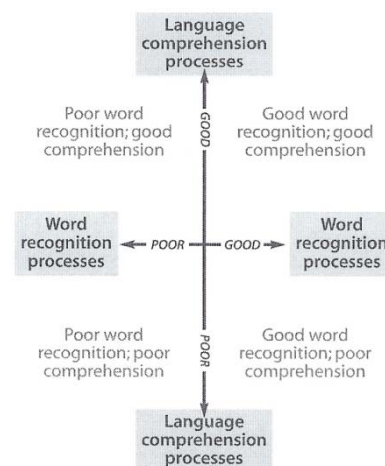 Language
comprehension
processes
Poor word
recognition; good
comprehension
GOOD
Good word
recognition; good
comprehension
Word
recognition
processes
POOR
GOOD
Word
recognition
processes
Poor word
recognition; poor
comprehension
POOR
Good word
recognition; poor
comprehension
Language
comprehension
processes